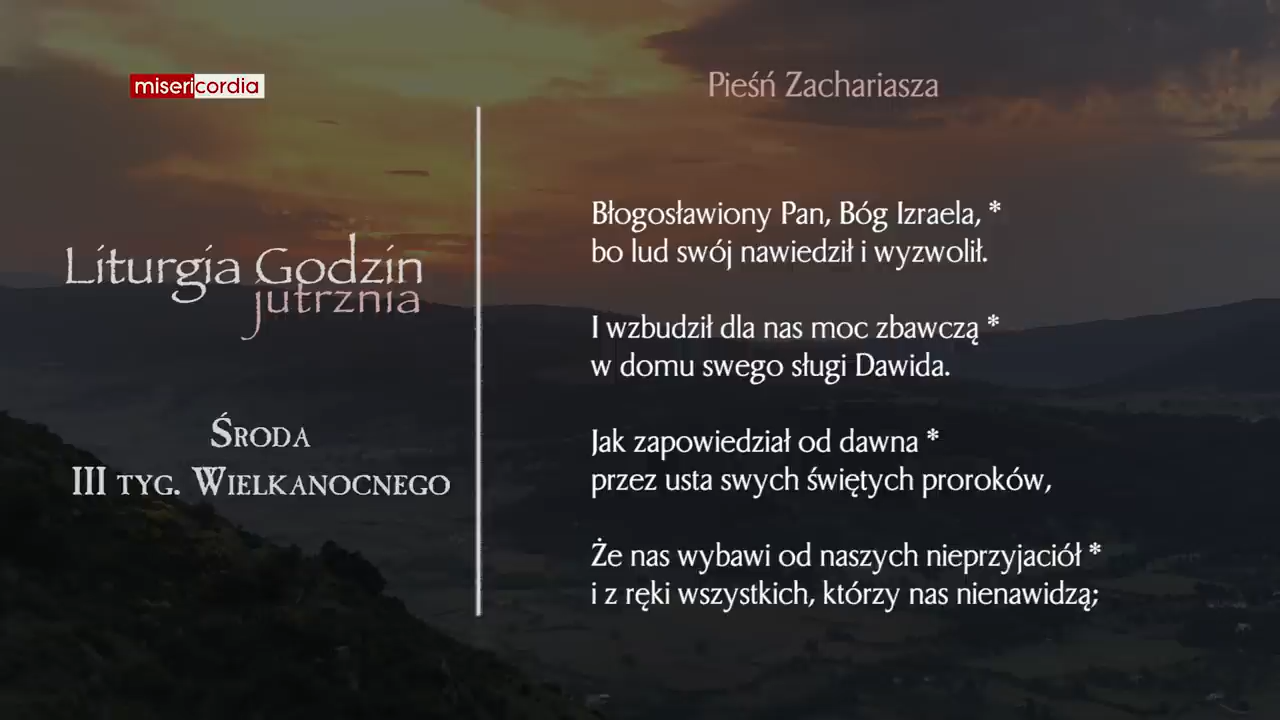 misericordia
Liturgia Godzin
jutrznia
Środa
III tyg. Wielkanocnego
Pieśń Zachariasza
Błogosławiony Pan, Bóg Izraela, *
bo lud swój nawiedził i wyzwolił.
I wzbudził dla nas moc zbawczą *
w domu swego sługi Dawida.
Jak zapowiedział od dawna *
przez usta swych świętych proroków,
Że nas wybawi od naszych nieprzyjaciół *
i z ręki wszystkich, którzy nas nienawidzą;